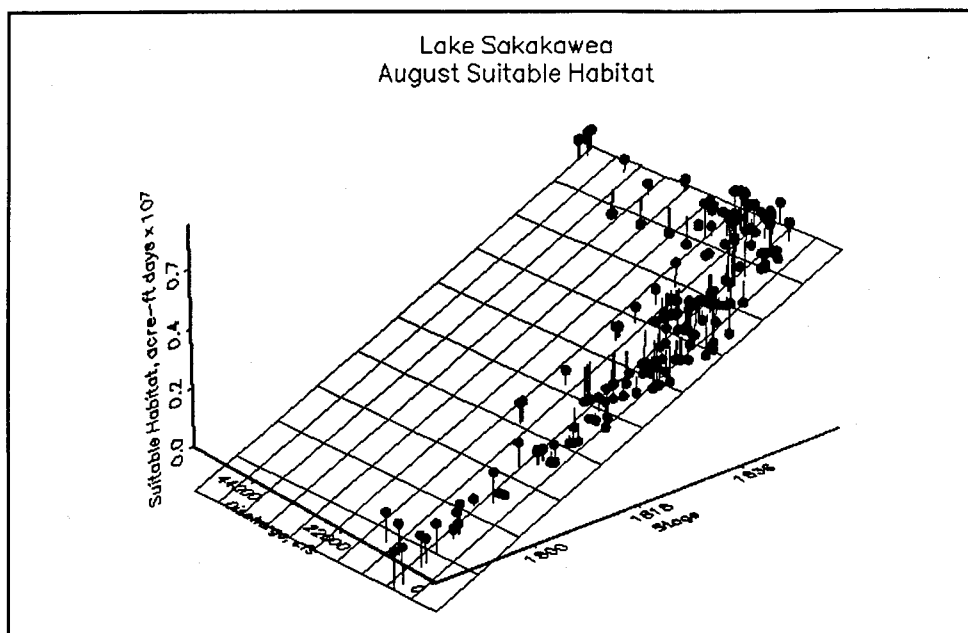 Lake Sakakawea
August Suitable Habitat
Suitable Habitat, acre-ft days x 10⁷
0.7
0.4
0.2
0.0
44000
22000
0
Discharge, cfs
1800
1818
1836
Stage